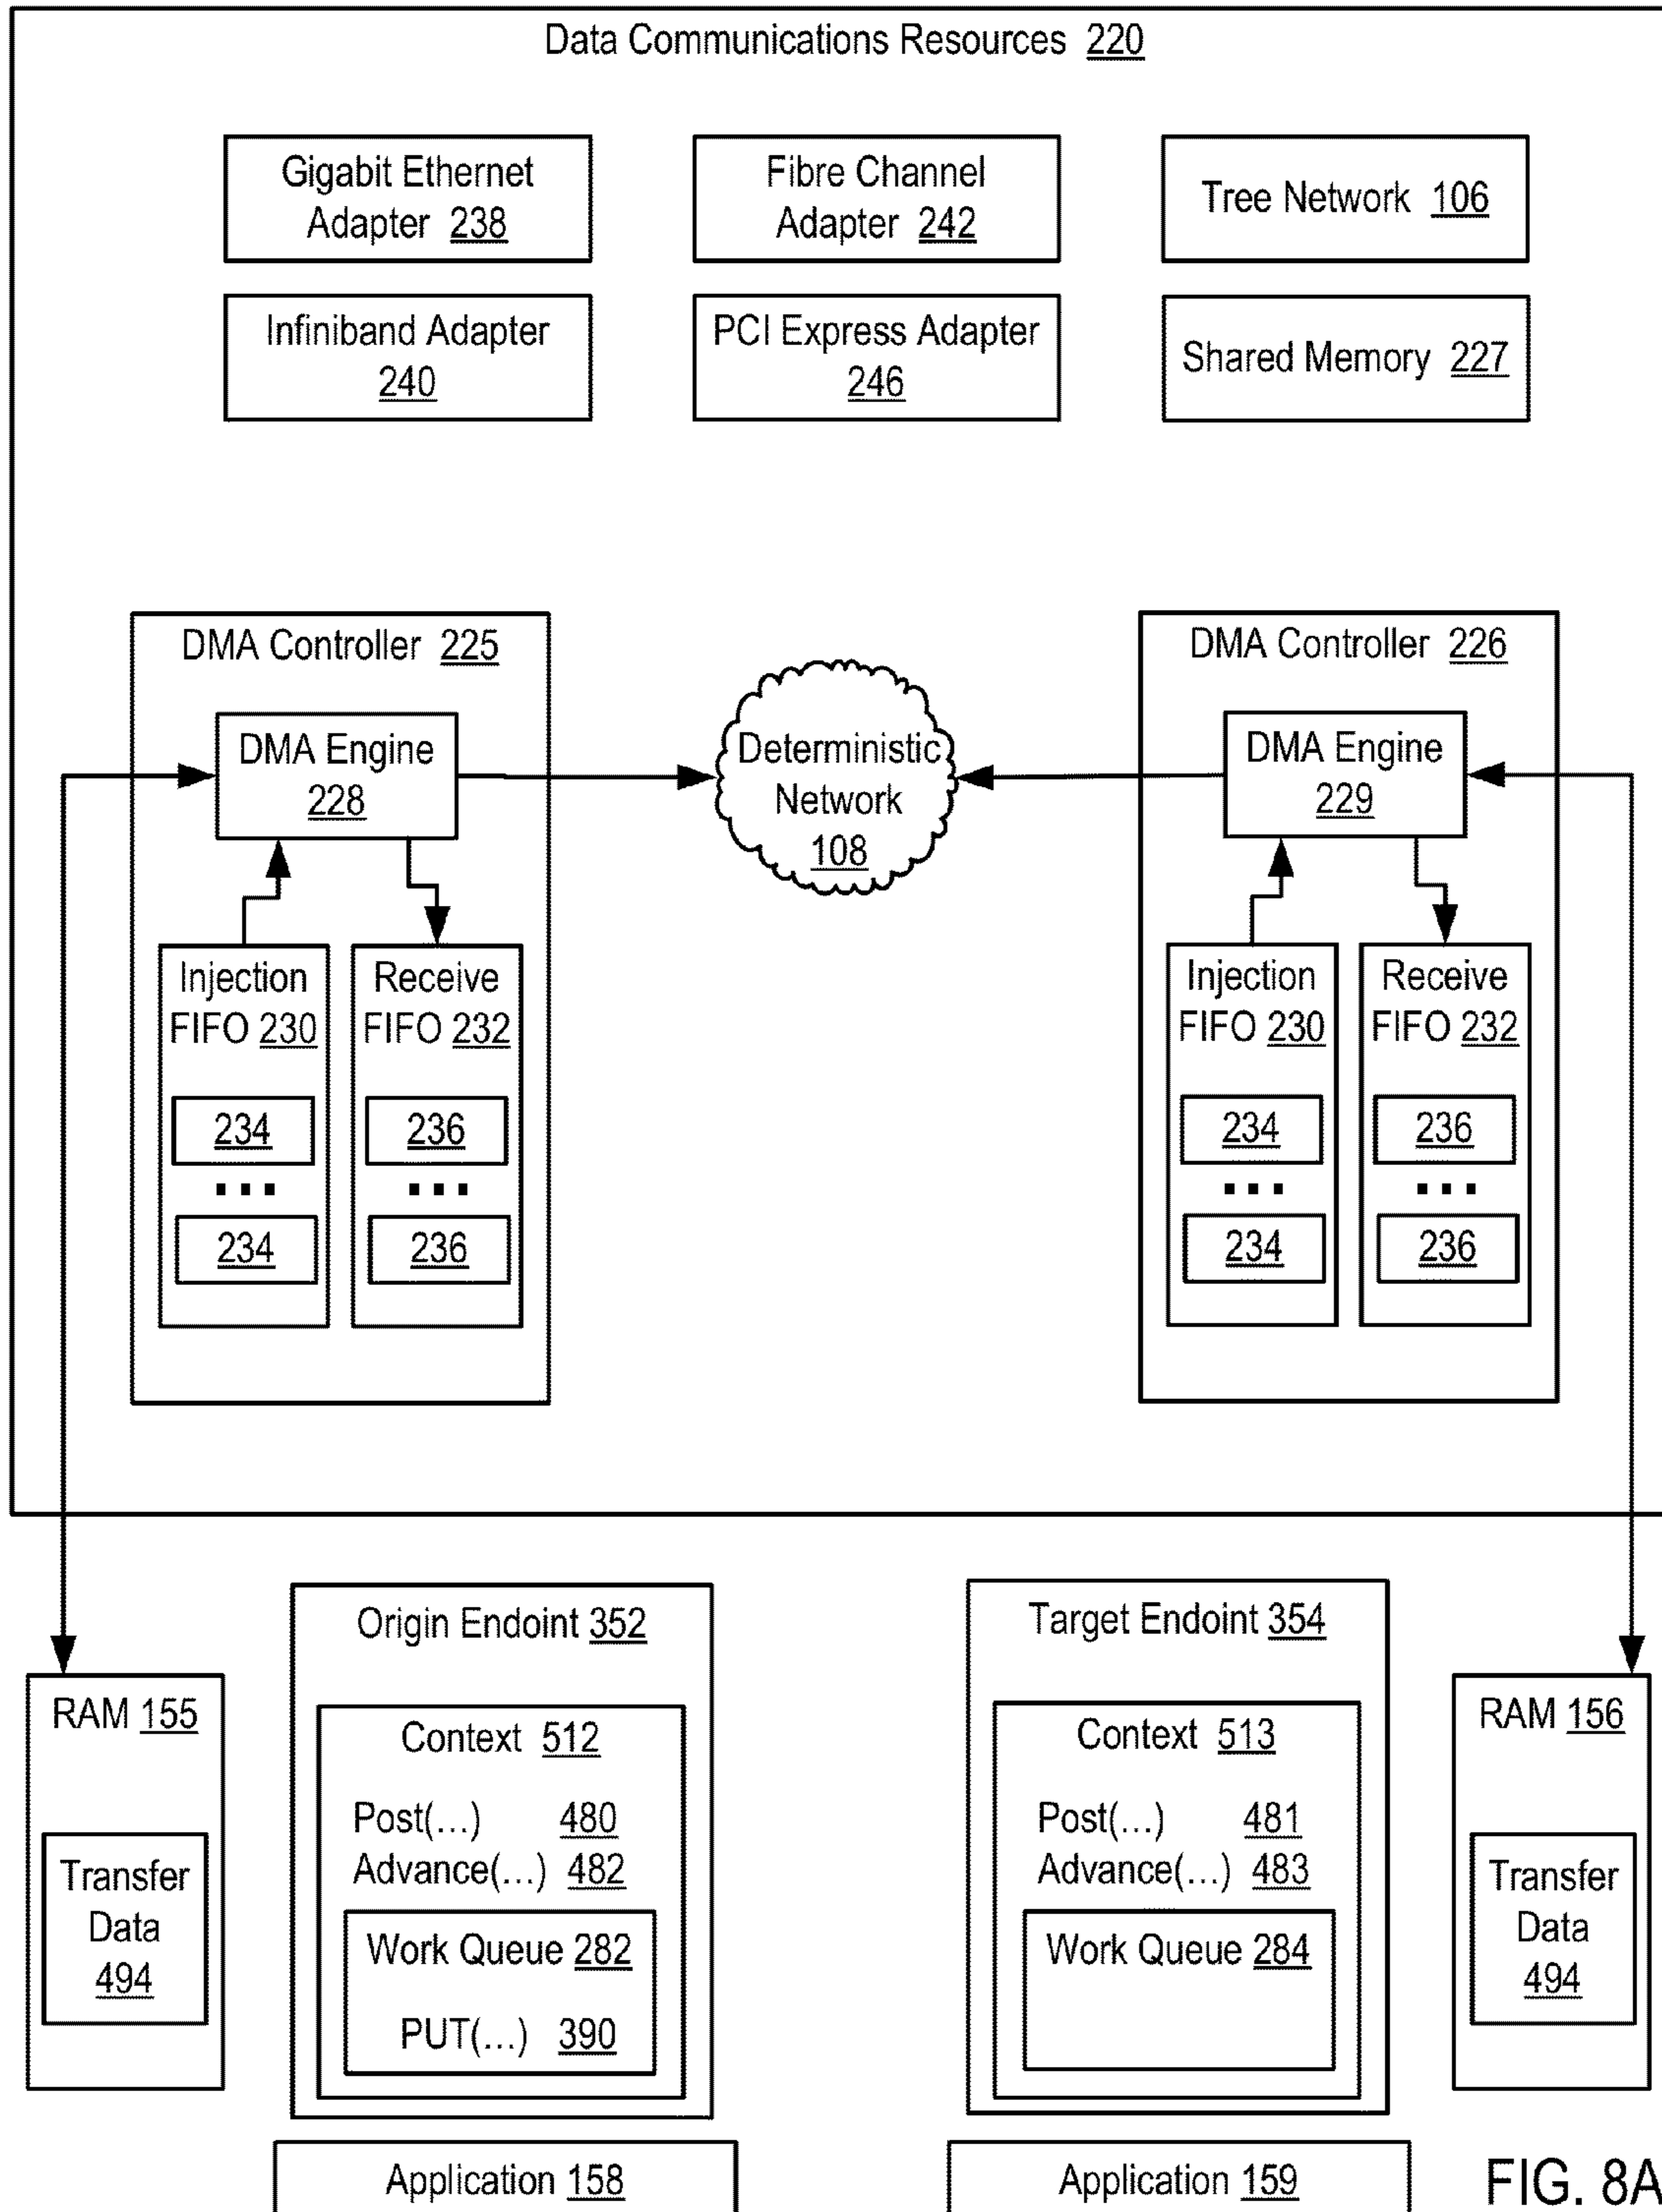 Data Communications Resources 220
Gigabit Ethernet
Adapter 238
Fibre Channel
Adapter 242
Tree Network 106
Infiniband Adapter
240
PCI Express Adapter
246
Shared Memory 227
DMA Controller 225
DMA Engine
228
Injection
FIFO 230
234
...
234
Receive
FIFO 232
236
...
236
Deterministic
Network
108
DMA Controller 226
DMA Engine
229
Injection
FIFO 230
234
...
234
Receive
FIFO 232
236
...
236
RAM 155
Transfer
Data
494
Origin Endoint 352
Context 512
Post(...) 480
Advance(...) 482
Work Queue 282
PUT(...) 390
Target Endoint 354
Context 513
Post(...) 481
Advance(...) 483
Work Queue 284
RAM 156
Transfer
Data
494
Application 158
Application 159
FIG. 8A